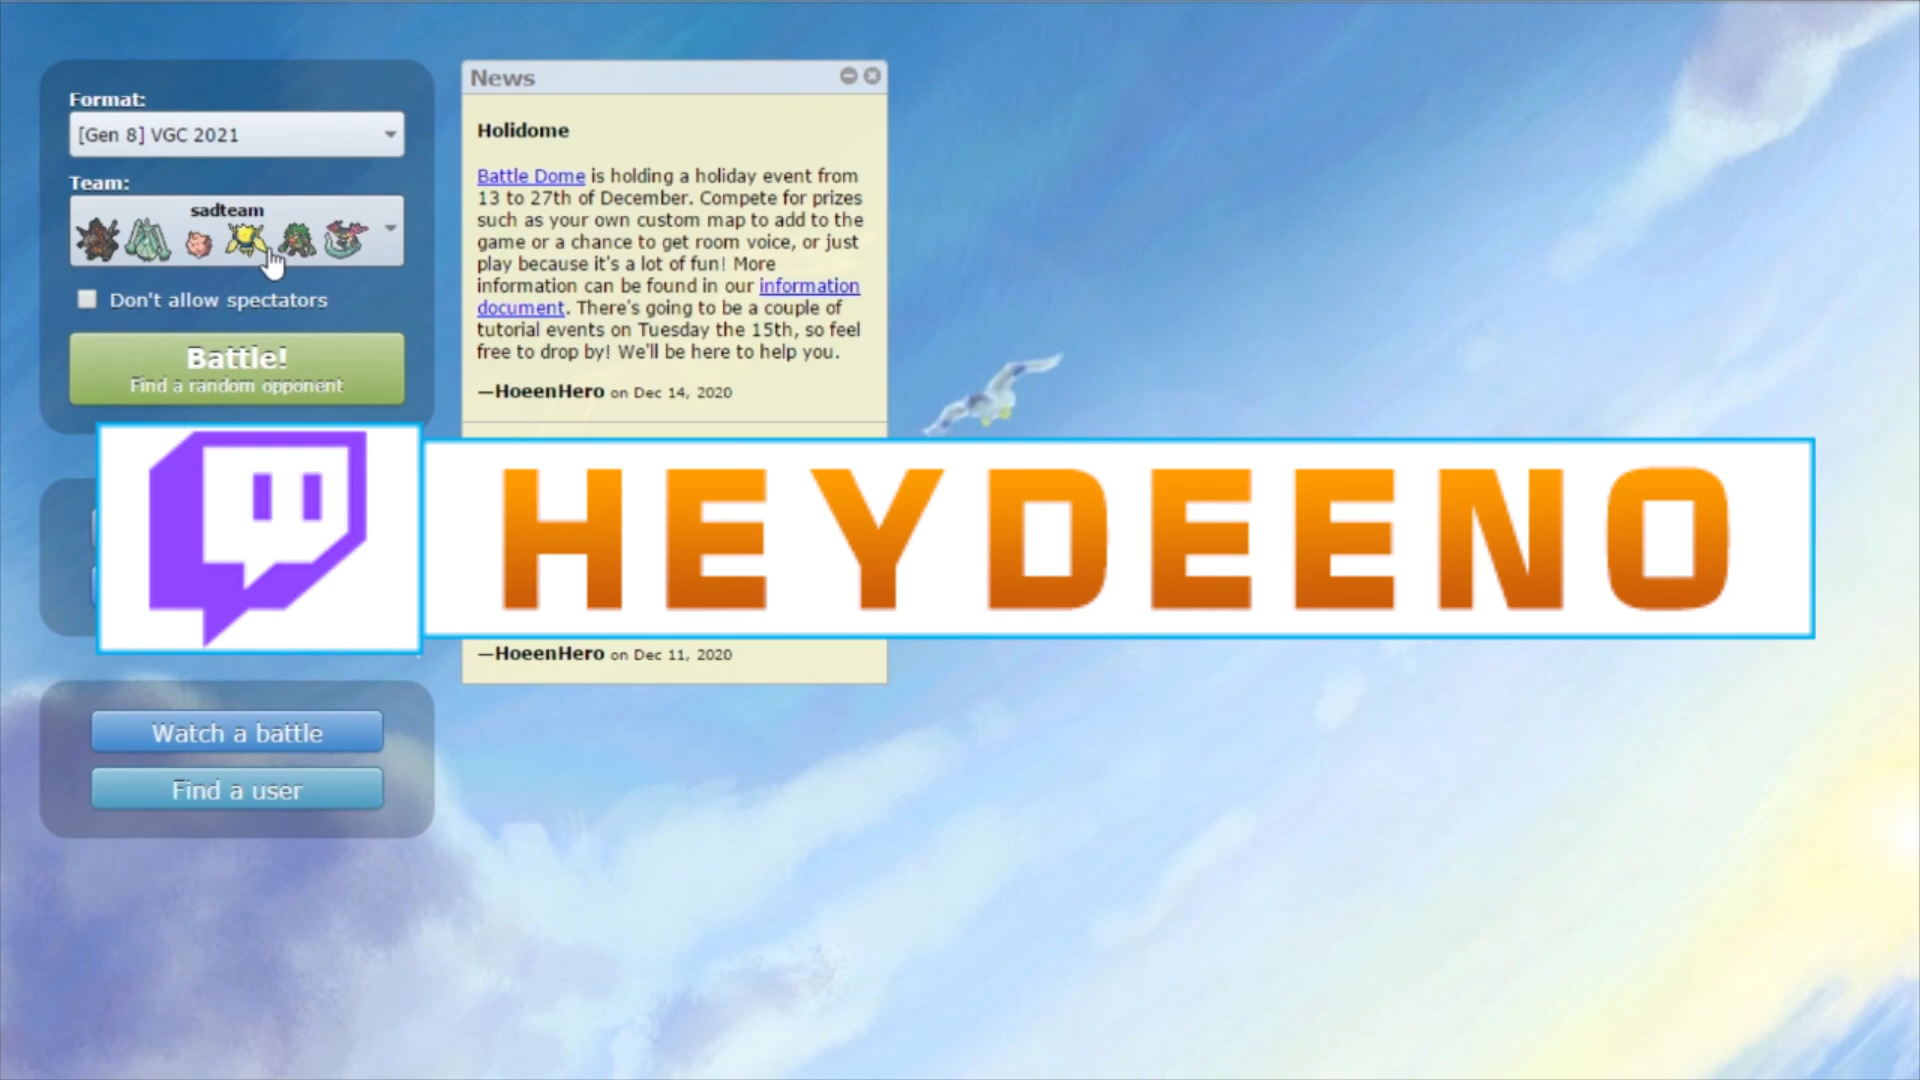 Format:
[Gen 8] VGC 2021
Team:
sadteam
Don't allow spectators
Battle!
Find a random opponent
News
Holidome
Battle Dome is holding a holiday event from
13 to 27th of December. Compete for prizes
such as your own custom map to add to the
game or a chance to get room voice, or just
play because it's a lot of fun! More
information can be found in our information
document. There's going to be a couple of
tutorial events on Tuesday the 15th, so feel
free to drop by! We'll be here to help you.
—HoeenHero on Dec 14, 2020
HEYDEENO
—HoeenHero on Dec 11, 2020
Watch a battle
Find a user